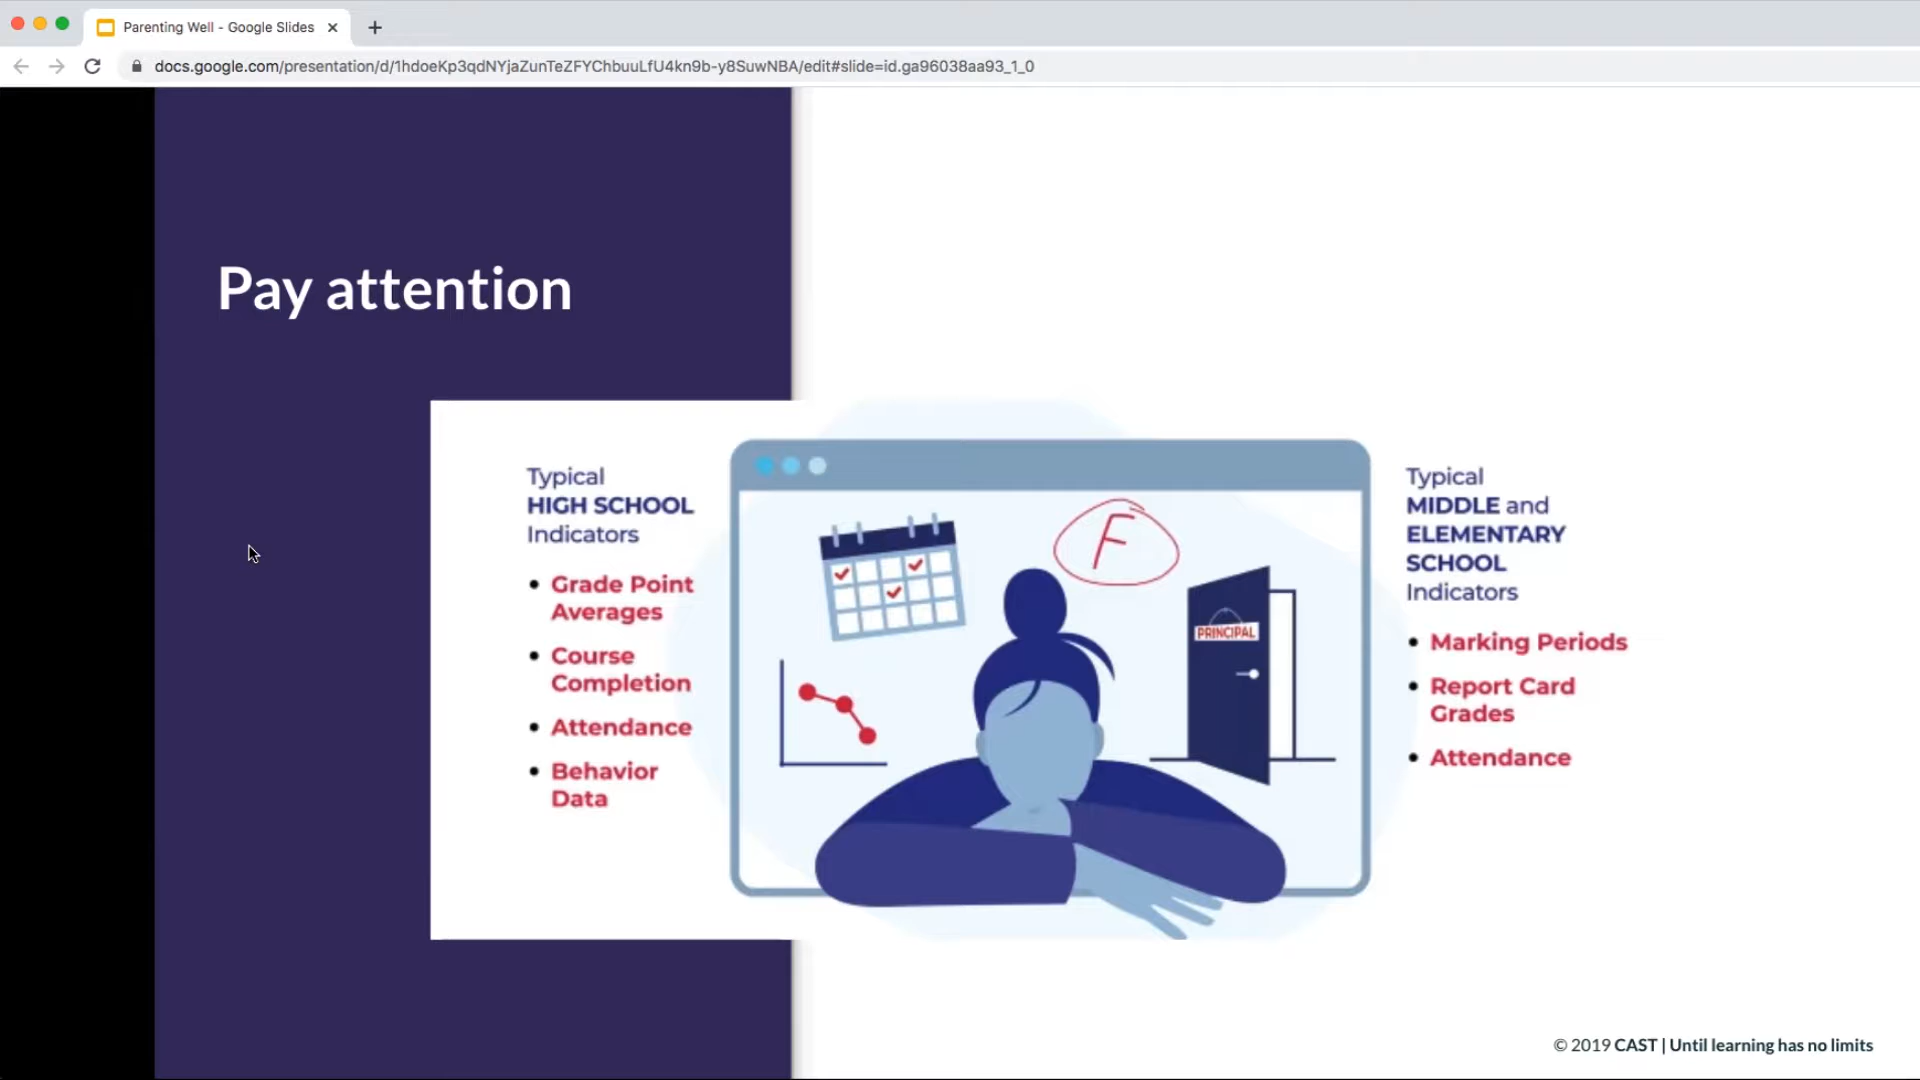 Parenting Well - Google Slides
docs.google.com/presentation/d/1hdoeKp3qdNYjaZunTeZFYChbuuLfU4kn9b-y8SuwNBA/edit#slide=id.ga96038aa93_1_0
Pay attention
Typical
HIGH SCHOOL
Indicators
• Grade Point
Averages
• Course
Completion
• Attendance
• Behavior
Data
F
PRINCIPAL
Typical
MIDDLE and
ELEMENTARY
SCHOOL
Indicators
• Marking Periods
• Report Card
Grades
• Attendance
© 2019 CAST | Until learning has no limits